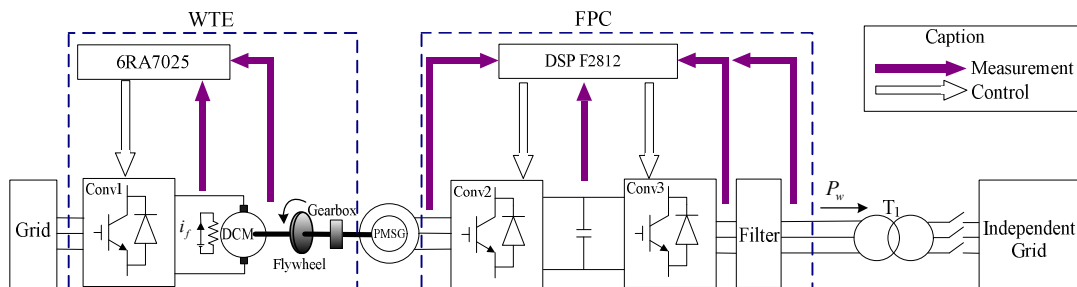 WTE
FPC
6RA7025
DSP F2812
Caption
Measurement
Control
Grid
Conv1
i_f
DCM
Flywheel
Gearbox
PMSG
Conv2
Conv3
Filter
P_w
T1
Independent
Grid